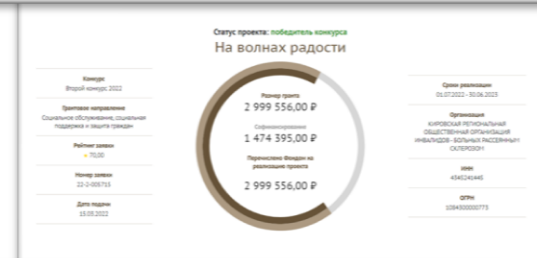 Статус проекта: победитель конкурса
На волнах радости
Конкурс
Второй конкурс 2022
Грантовое направление
Социальное обслуживание, социальная
поддержка и защита граждан
Рейтинг заявки
70,00
Номер заявки
22-2-005715
Дата подачи
15.03.2022
Размер гранта
2 999 556,00 ₽
Софинансирование
1 474 395,00 ₽
Перечислено Фондом на
реализацию проекта
2 999 556,00 ₽
Сроки реализации
01.07.2022 - 30.06.2023
Организация
КИРОВСКАЯ РЕГИОНАЛЬНАЯ
ОБЩЕСТВЕННАЯ ОРГАНИЗАЦИЯ
ИНВАЛИДОВ - БОЛЬНЫХ РАССЕЯННЫМ
СКЛЕРОЗОМ
ИНН
4345241445
ОГРН
1084300000775